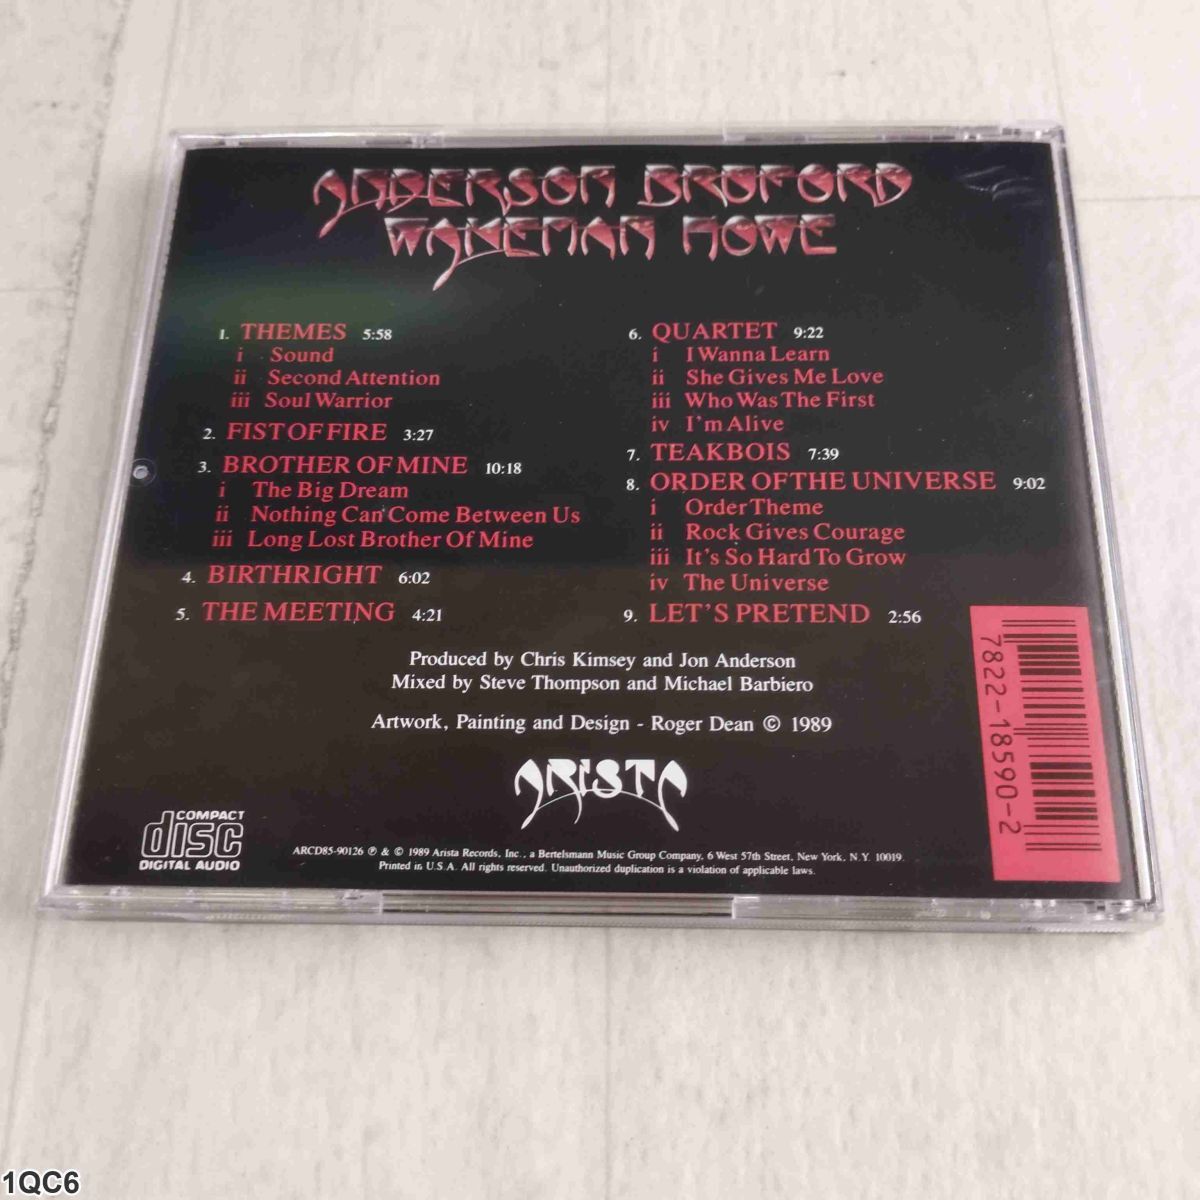 ANDERSON BRUFORD
WAKEMAN HOWE
1. THEMES 5:58
i Sound
ii Second Attention
iii Soul Warrior
2. FIST OF FIRE 3:27
3. BROTHER OF MINE 10:18
i The Big Dream
ii Nothing Can Come Between Us
iii Long Lost Brother Of Mine
4. BIRTHRIGHT 6:02
5. THE MEETING 4:21
6. QUARTET 9:22
i I Wanna Learn
ii She Gives Me Love
iii Who Was The First
iv I'm Alive
7. TEAKBOIS 7:39
8. ORDER OF THE UNIVERSE 9:02
i Order Theme
ii Rock Gives Courage
iii It's So Hard To Grow
iv The Universe
9. LET'S PRETEND 2:56
Produced by Chris Kimsey and Jon Anderson
Mixed by Steve Thompson and Michael Barbiero
Artwork, Painting and Design - Roger Dean © 1989
ARISTA
7822-18590-2
COMPACT
disc
DIGITAL AUDIO
ARCD85-90126 ℗ & © 1989 Arista Records, Inc., a Bertelsmann Music Group Company, 6 West 57th Street, New York, N.Y. 10019.
Printed in U.S.A. All rights reserved. Unauthorized duplication is a violation of applicable laws.
1QC6